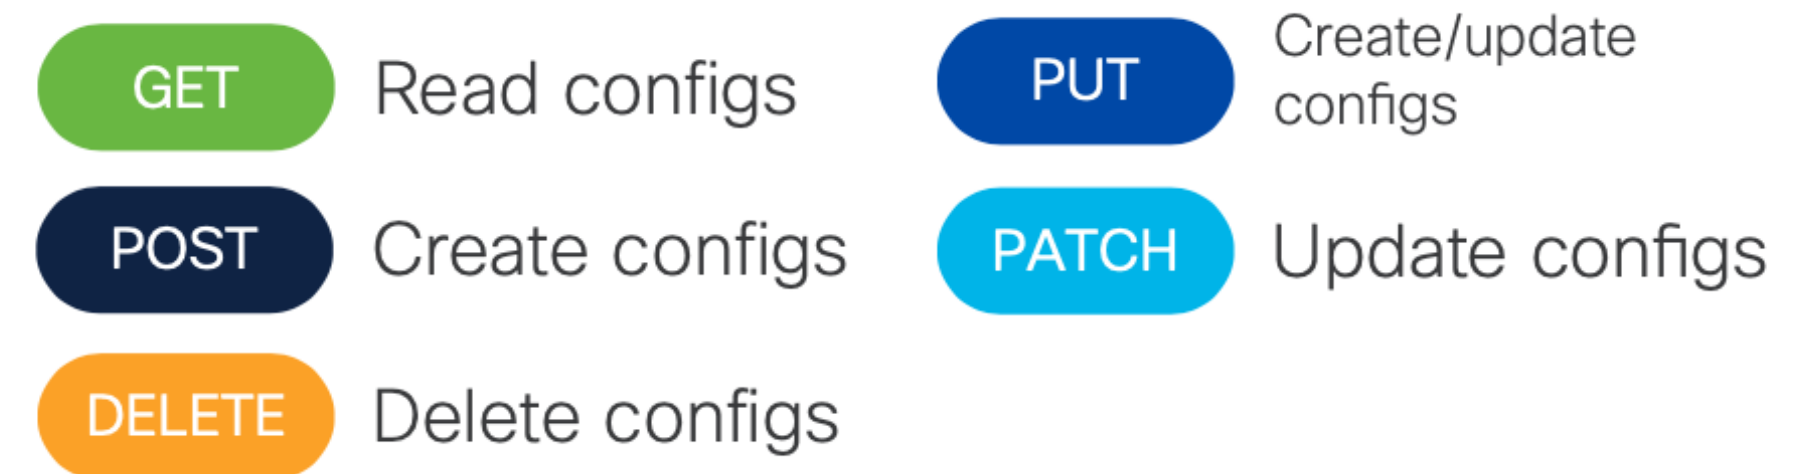 GET Read configs
PUT Create/update
configs
POST Create configs
PATCH Update configs
DELETE Delete configs